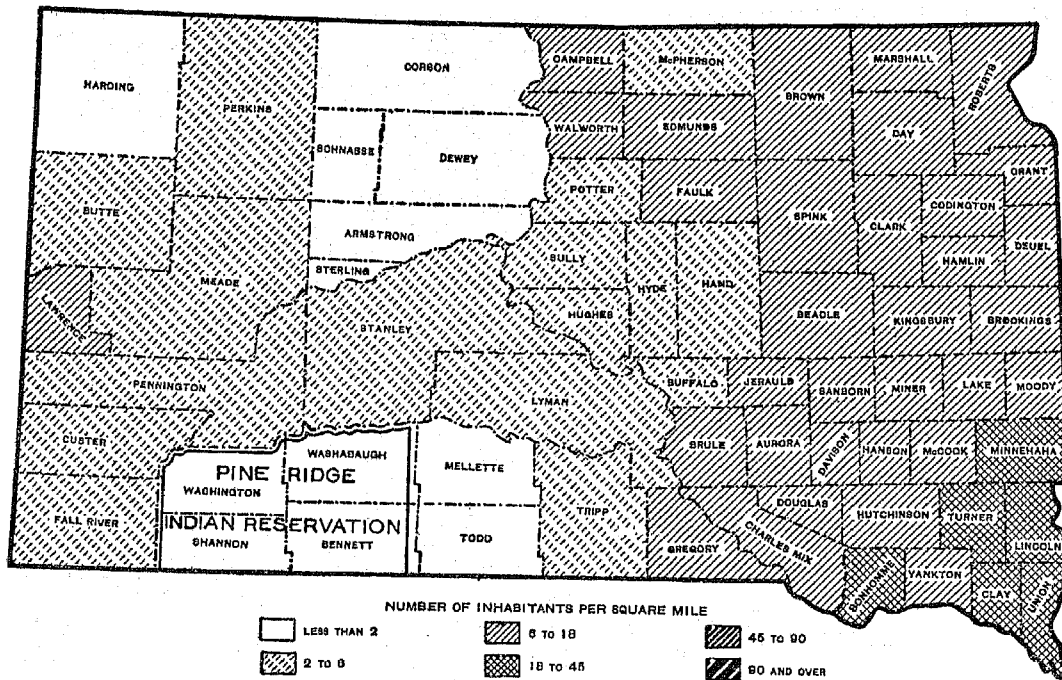 HARDING
PERKINS
CORSON
CAMPBELL
McPHERSON
BROWN
MARSHALL
ROBERTS
SCHNASSE
DEWEY
WALWORTH
EDMUNDS
DAY
GRANT
BUTTE
ARMSTRONG
POTTER
FAULK
SPINK
CLARK
CODINGTON
DEUEL
HAMLIN
MEADE
STERLING
SULLY
HYDE
HAND
LAWRENCE
STANLEY
HUGHES
BEADLE
KINGSBURY
BROOKINGS
PENNINGTON
LYMAN
BUFFALO
JERAULD
SANBORN
MINER
LAKE
MOODY
CUSTER
WASHABAUGH
PINE RIDGE
WASHINGTON
MELLETTE
BRULE
AURORA
DAVISON
HANSON
McCOOK
MINNEHAHA
FALL RIVER
INDIAN RESERVATION
SHANNON
BENNETT
TODD
TRIPP
GREGORY
DOUGLAS
CHARLES MIX
HUTCHINSON
TURNER
LINCOLN
BONHOMME
YANKTON
CLAY
UNION
NUMBER OF INHABITANTS PER SQUARE MILE
LESS THAN 2
6 TO 18
45 TO 90
2 TO 6
18 TO 45
90 AND OVER